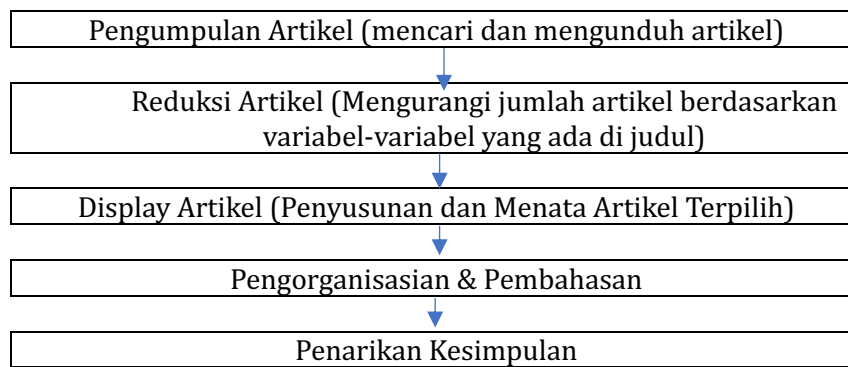 Pengumpulan Artikel (mencari dan mengunduh artikel)
Reduksi Artikel (Mengurangi jumlah artikel berdasarkan
variabel-variabel yang ada di judul)
Display Artikel (Penyusunan dan Menata Artikel Terpilih)
Pengorganisasian & Pembahasan
Penarikan Kesimpulan